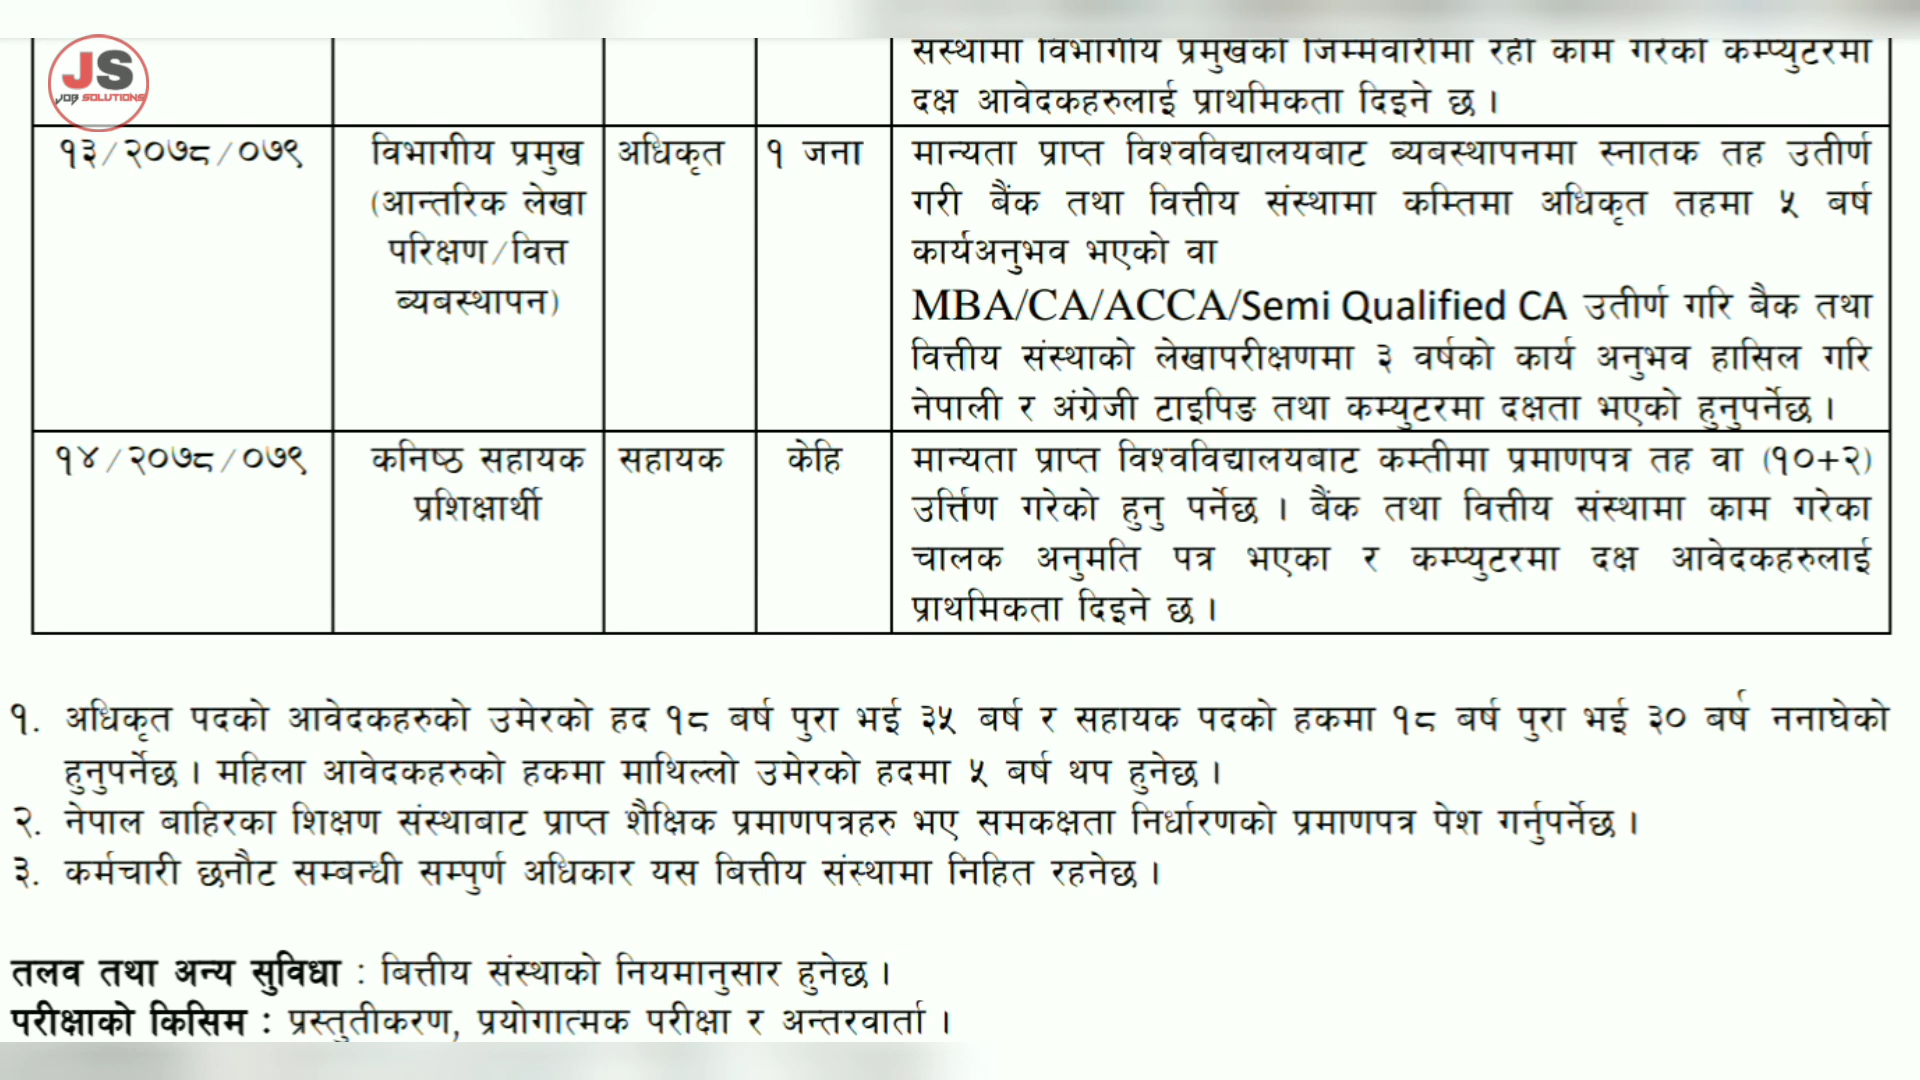 JS
JOB SOLUTIONS
संस्थामा विभागीय प्रमुखको जिम्मेवारीमा रही काम गरेको कम्प्युटरमा
दक्ष आवेदकहरुलाई प्राथमिकता दिइने छ ।
१३/२०७८/०७९ विभागीय प्रमुख अधिकृत १ जना मान्यता प्राप्त विश्वविद्यालयबाट ब्यबस्थापनमा स्नातक तह उतीर्ण
(आन्तरिक लेखा गरी बैंक तथा वित्तीय संस्थामा कम्तिमा अधिकृत तहमा ५ बर्ष
परिक्षण/वित्त कार्यअनुभव भएको वा
ब्यबस्थापन) MBA/CA/ACCA/Semi Qualified CA उतीर्ण गरि बैक तथा
वित्तीय संस्थाको लेखापरीक्षणमा ३ वर्षको कार्य अनुभव हासिल गरि
नेपाली र अंग्रेजी टाइपिङ तथा कम्युटरमा दक्षता भएको हुनुपर्नेछ ।
१४/२०७८/०७९ कनिष्ठ सहायक सहायक केहि मान्यता प्राप्त विश्वविद्यालयबाट कम्तीमा प्रमाणपत्र तह वा (१०+२)
प्रशिक्षार्थी उर्त्तिण गरेको हुनु पर्नेछ । बैंक तथा वित्तीय संस्थामा काम गरेका
चालक अनुमति पत्र भएका र कम्प्युटरमा दक्ष आवेदकहरुलाई
प्राथमिकता दिइने छ ।
१. अधिकृत पदको आवेदकहरुको उमेरको हद १८ बर्ष पुरा भई ३५ बर्ष र सहायक पदको हकमा १८ बर्ष पुरा भई ३० बर्ष ननाघेको
हुनुपर्नेछ । महिला आवेदकहरुको हकमा माथिल्लो उमेरको हदमा ५ बर्ष थप हुनेछ ।
२. नेपाल बाहिरका शिक्षण संस्थाबाट प्राप्त शैक्षिक प्रमाणपत्रहरु भए समकक्षता निर्धारणको प्रमाणपत्र पेश गर्नुपर्नेछ ।
३. कर्मचारी छनौट सम्बन्धी सम्पुर्ण अधिकार यस बित्तीय संस्थामा निहित रहनेछ ।
तलव तथा अन्य सुविधा : बित्तीय संस्थाको नियमानुसार हुनेछ ।
परीक्षाको किसिम : प्रस्तुतीकरण, प्रयोगात्मक परीक्षा र अन्तरवार्ता ।